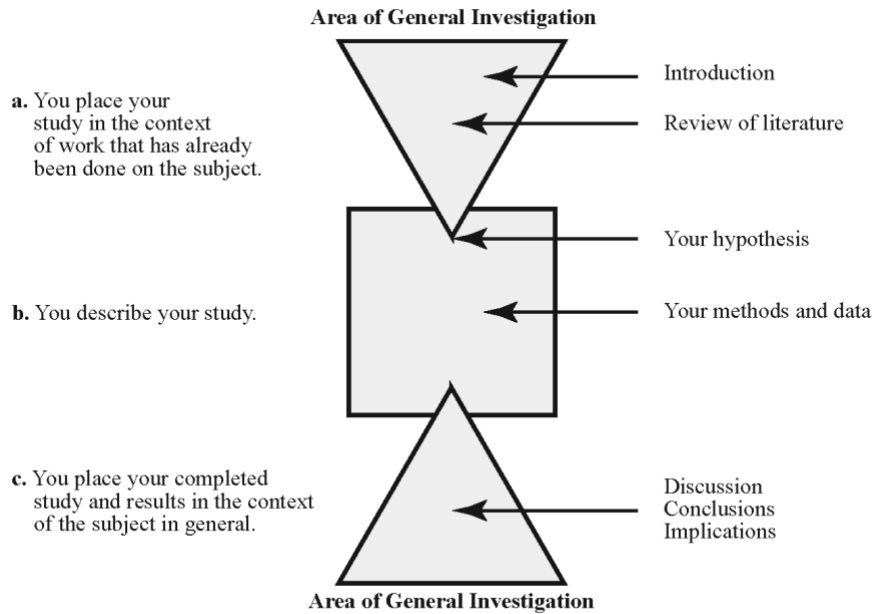 Area of General Investigation
Introduction
a. You place your
study in the context
of work that has already
been done on the subject.
Review of literature
Your hypothesis
b. You describe your study.
Your methods and data
c. You place your completed
study and results in the context
of the subject in general.
Discussion
Conclusions
Implications
Area of General Investigation